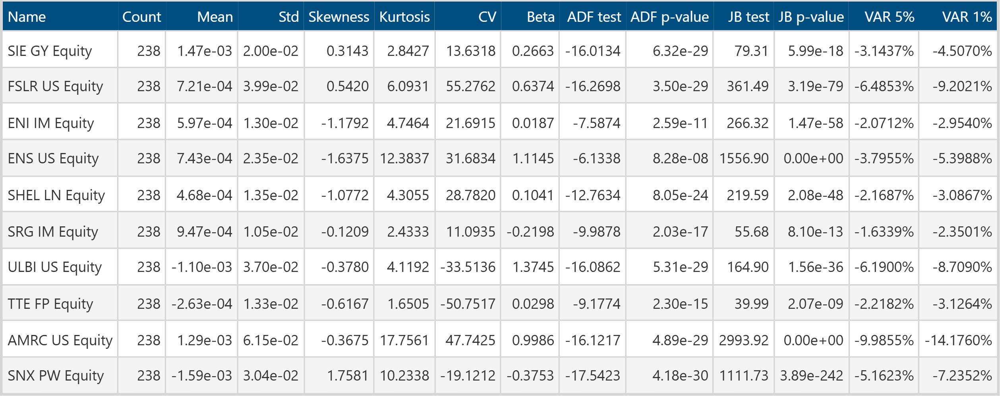 Name Count Mean Std Skewness Kurtosis CV Beta ADF test ADF p-value JB test JB p-value VAR 5% VAR 1%
SIE GY Equity 238 1.47e-03 2.00e-02 0.3143 2.8427 13.6318 0.2663 -16.0134 6.32e-29 79.31 5.99e-18 -3.1437% -4.5070%
FSLR US Equity 238 7.21e-04 3.99e-02 0.5420 6.0931 55.2762 0.6374 -16.2698 3.50e-29 361.49 3.19e-79 -6.4853% -9.2021%
ENI IM Equity 238 5.97e-04 1.30e-02 -1.1792 4.7464 21.6915 0.0187 -7.5874 2.59e-11 266.32 1.47e-58 -2.0712% -2.9540%
ENS US Equity 238 7.43e-04 2.35e-02 -1.6375 12.3837 31.6834 1.1145 -6.1338 8.28e-08 1556.90 0.00e+00 -3.7955% -5.3988%
SHEL LN Equity 238 4.68e-04 1.35e-02 -1.0772 4.3055 28.7820 0.1041 -12.7634 8.05e-24 219.59 2.08e-48 -2.1687% -3.0867%
SRG IM Equity 238 9.47e-04 1.05e-02 -0.1209 2.4333 11.0935 -0.2198 -9.9878 2.03e-17 55.68 8.10e-13 -1.6339% -2.3501%
ULBI US Equity 238 -1.10e-03 3.70e-02 -0.3780 4.1192 -33.5136 1.3745 -16.0862 5.31e-29 164.90 1.56e-36 -6.1900% -8.7090%
TTE FP Equity 238 -2.63e-04 1.33e-02 -0.6167 1.6505 -50.7517 0.0298 -9.1774 2.30e-15 39.99 2.07e-09 -2.2182% -3.1264%
AMRC US Equity 238 1.29e-03 6.15e-02 -0.3675 17.7561 47.7425 0.9986 -16.1217 4.89e-29 2993.92 0.00e+00 -9.9855% -14.1760%
SNX PW Equity 238 -1.59e-03 3.04e-02 1.7581 10.2338 -19.1212 -0.3753 -17.5423 4.18e-30 1111.73 3.89e-242 -5.1623% -7.2352%